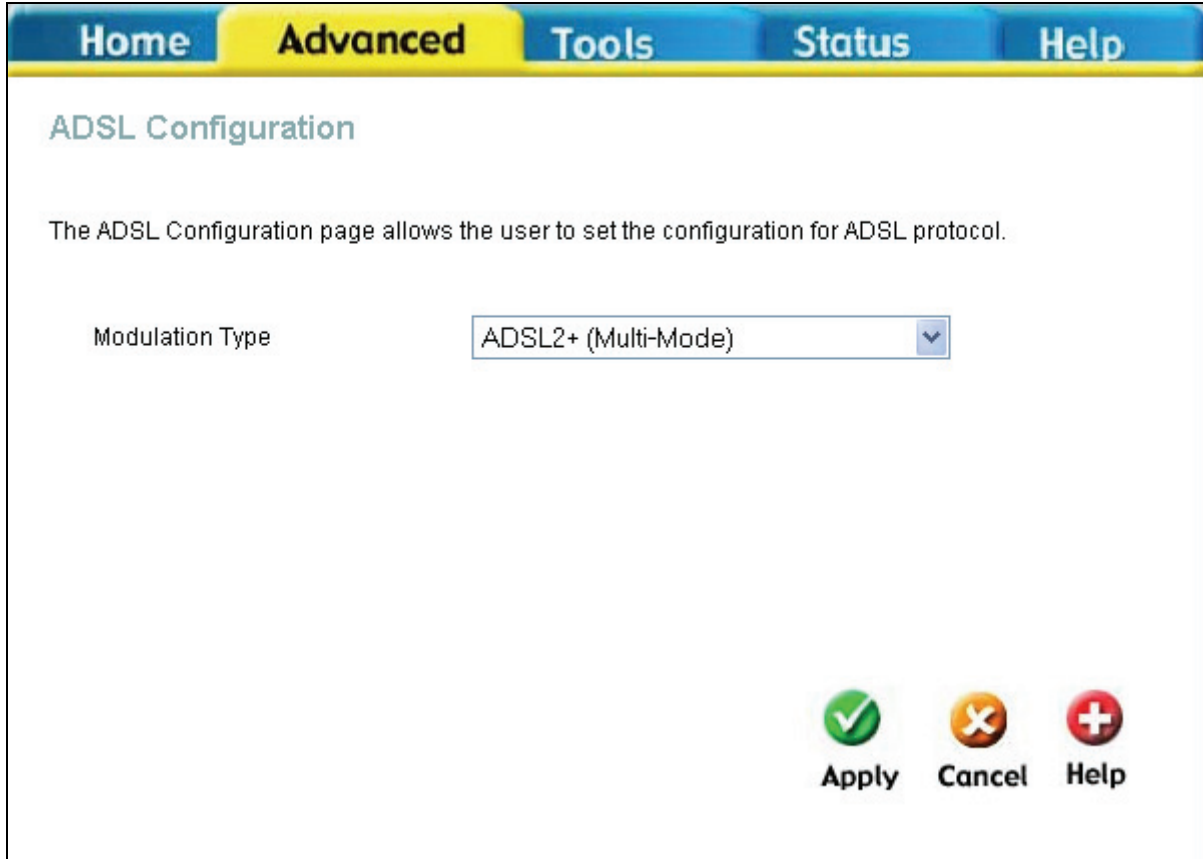 Home Advanced Tools Status Help
ADSL Configuration
The ADSL Configuration page allows the user to set the configuration for ADSL protocol.
Modulation Type ADSL2+ (Multi-Mode)
Apply Cancel Help